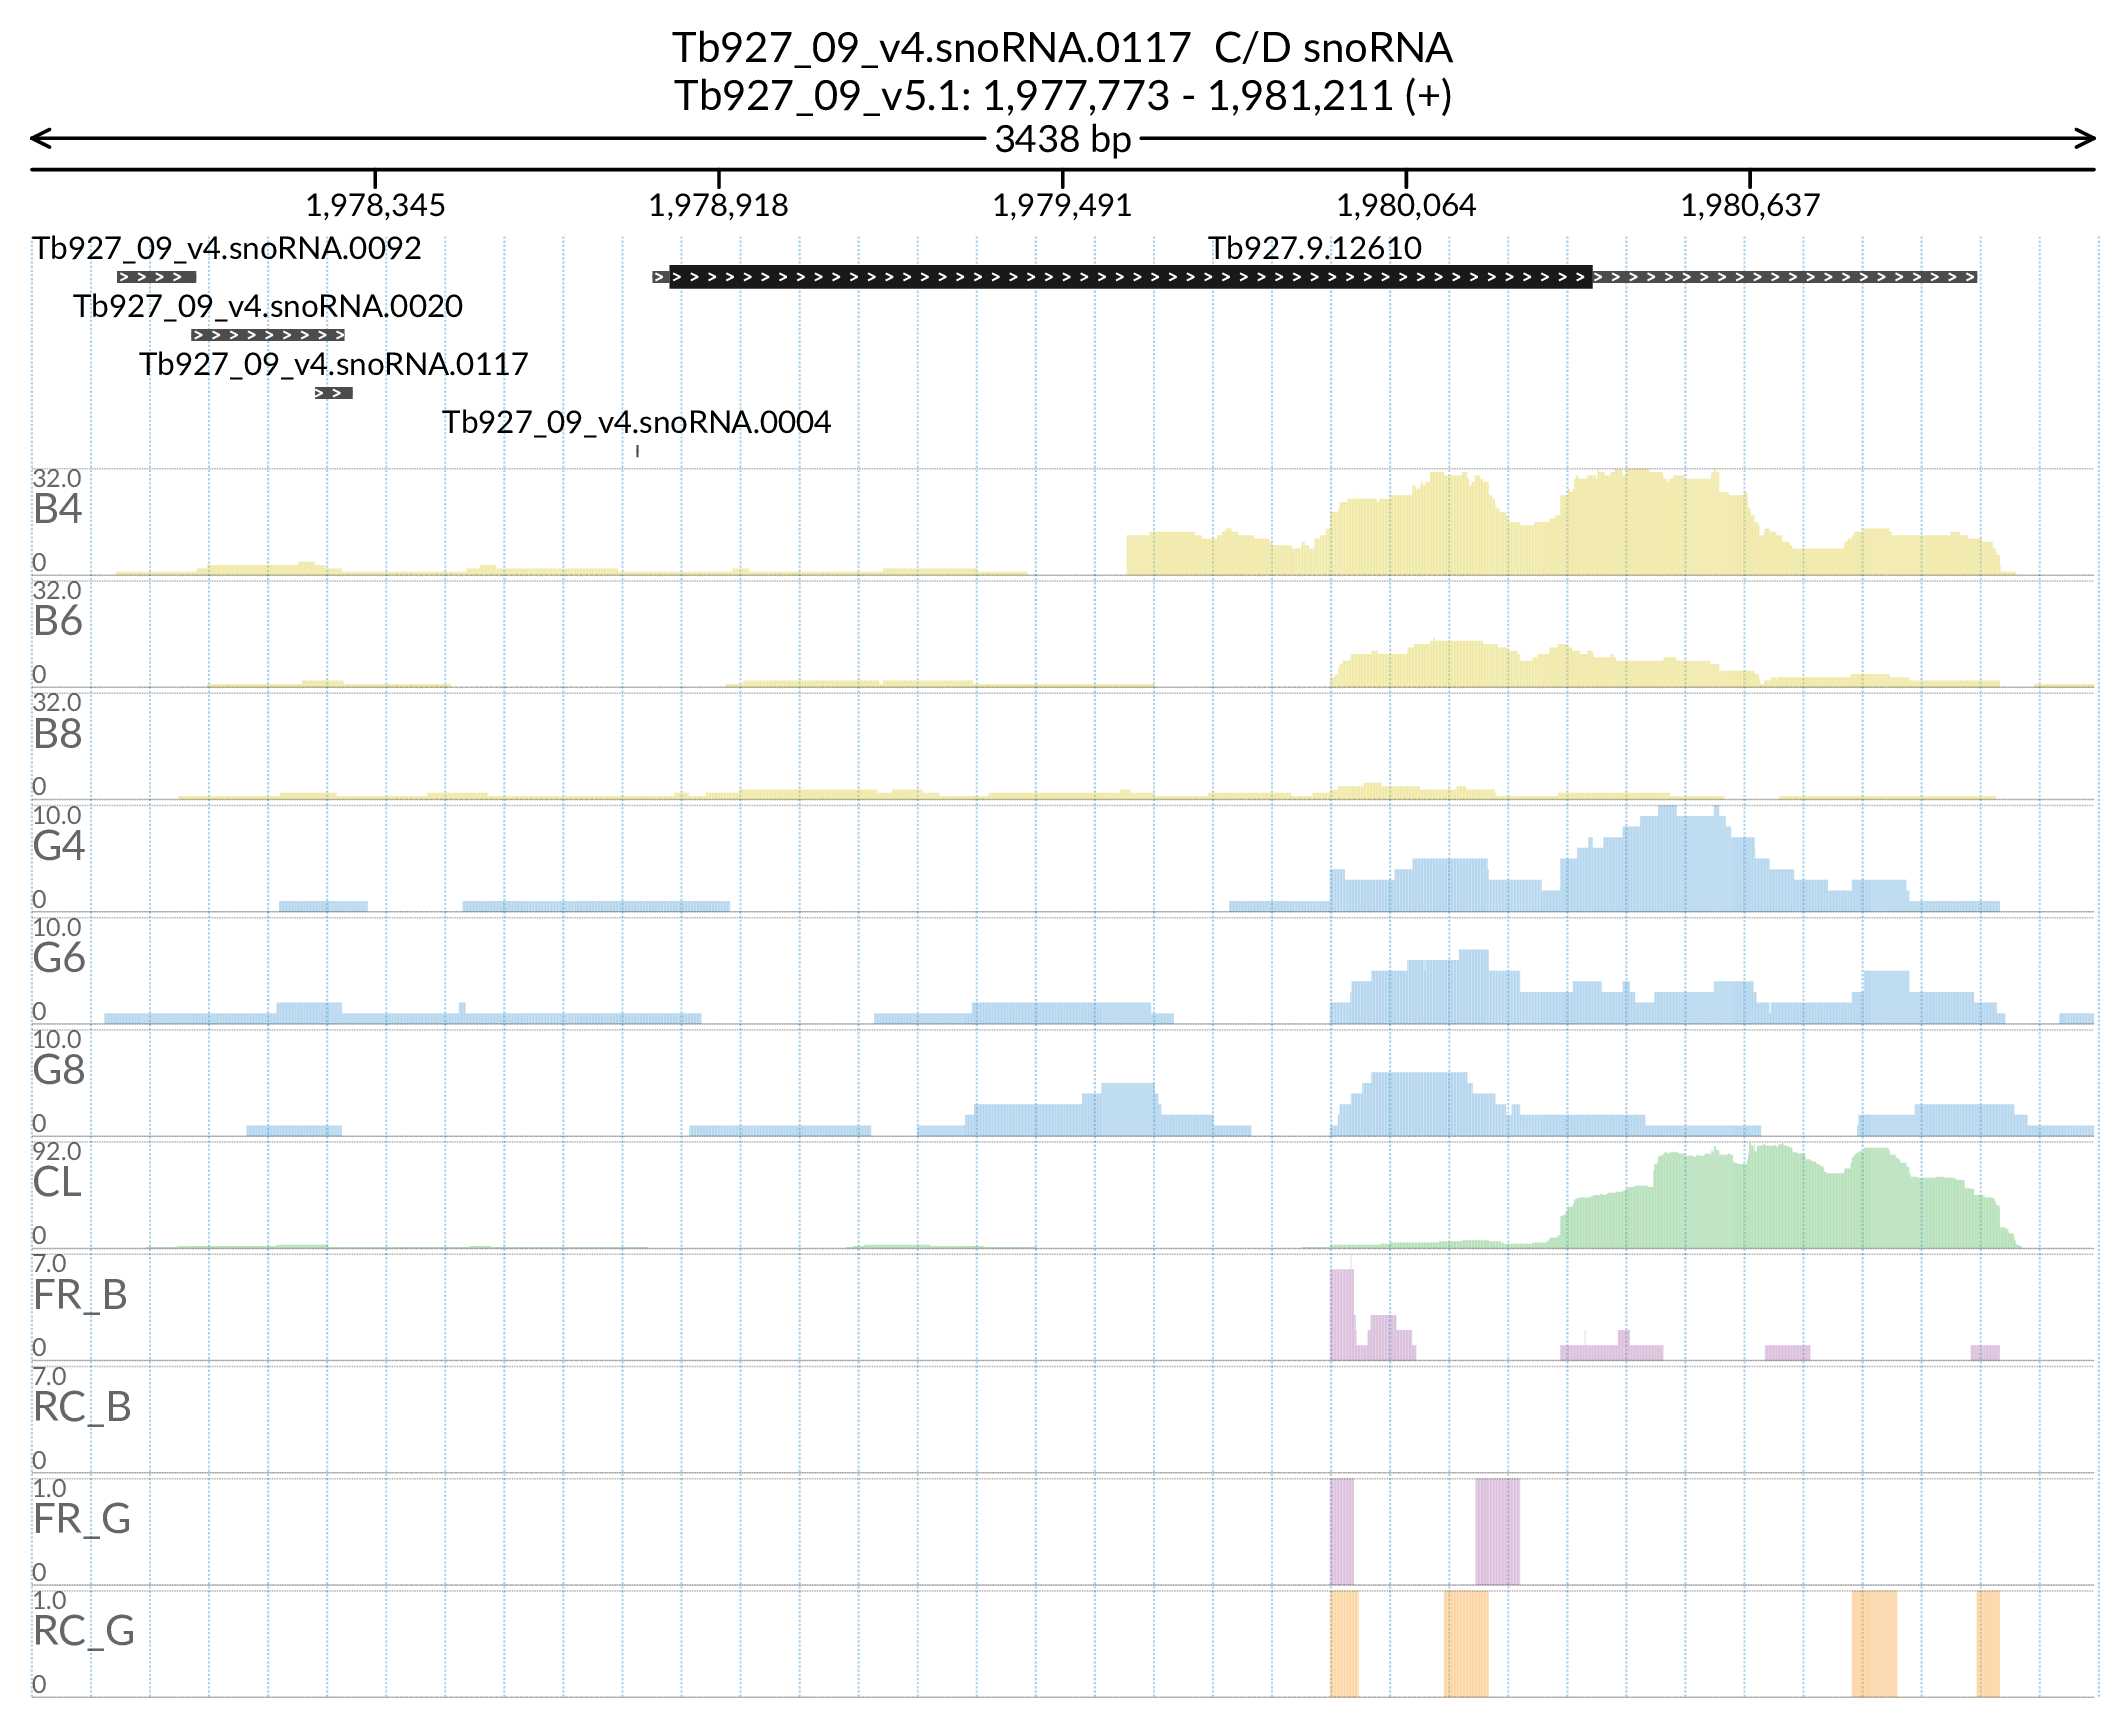 Tb927_09_v4.snoRNA.0117  C/D snoRNA
Tb927_09_v5.1: 1,977,773 - 1,981,211 (+)
3438 bp
1,978,345 1,978,918 1,979,491 1,980,064 1,980,637
Tb927_09_v4.snoRNA.0092 Tb927.9.12610
Tb927_09_v4.snoRNA.0020
Tb927_09_v4.snoRNA.0117
Tb927_09_v4.snoRNA.0004
32.0
B4
0
32.0
B6
0
32.0
B8
0
10.0
G4
0
10.0
G6
0
10.0
G8
0
92.0
CL
0
7.0
FR_B
0
7.0
RC_B
0
1.0
FR_G
0
1.0
RC_G
0